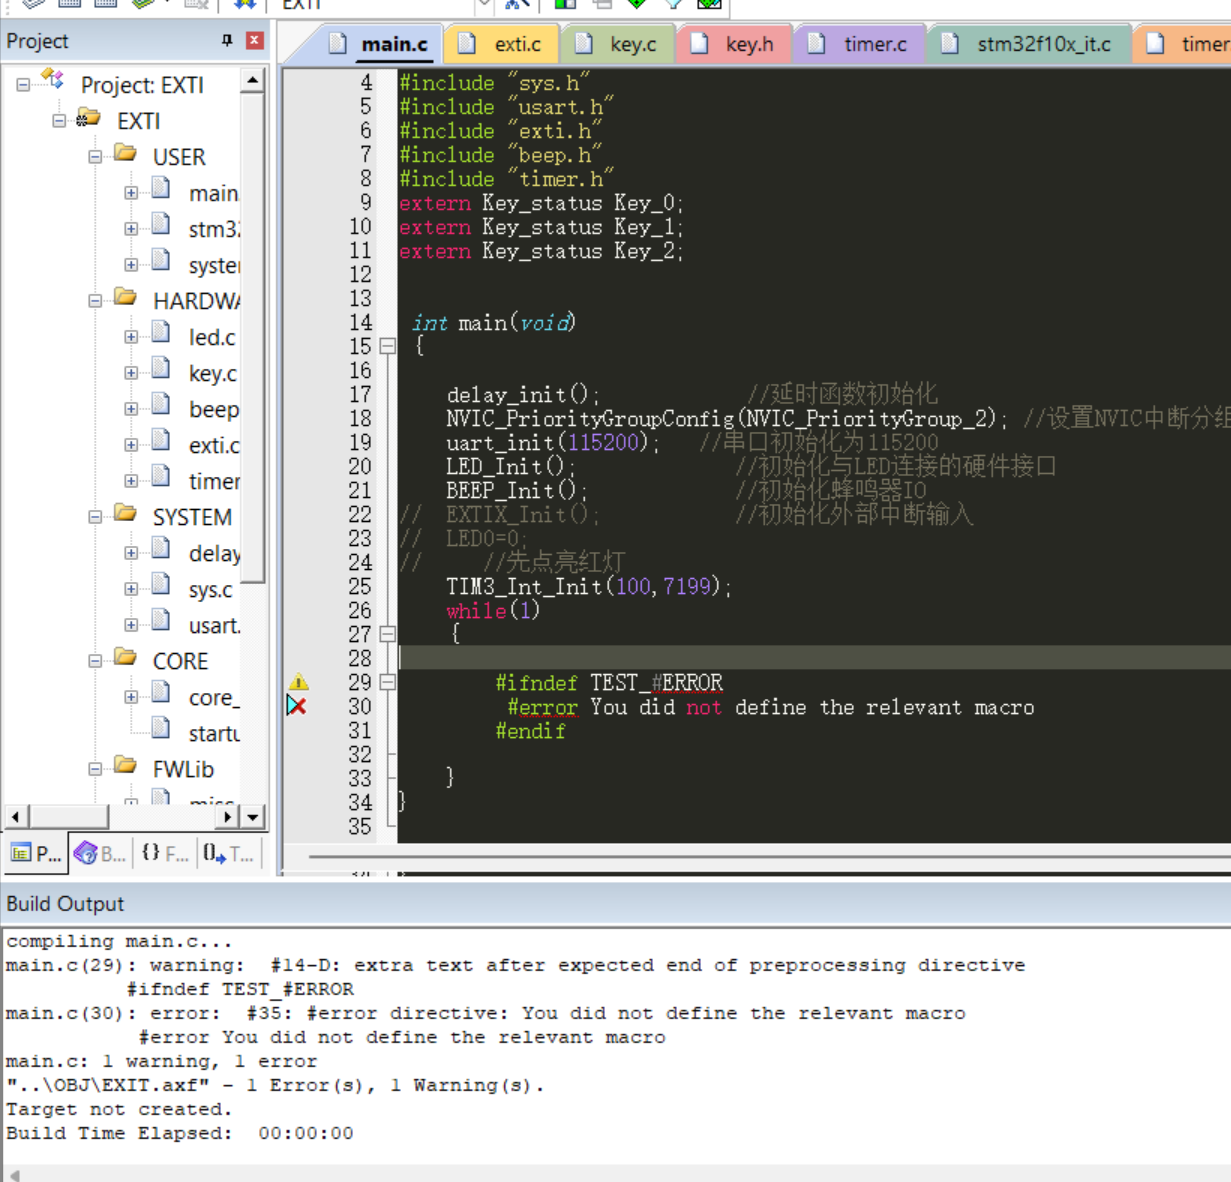 EXTI
Project
Project: EXTI
EXTI
USER
main.
stm3
syster
HARDWA
led.c
key.c
beep
exti.c
timer
SYSTEM
delay
sys.c
usart.
CORE
core_
startu
FWLib
P...
B...
{} F...
T...
main.c
exti.c
key.c
key.h
timer.c
stm32f10x_it.c
timer
4 #include "sys.h"
5 #include "usart.h"
6 #include "exti.h"
7 #include "beep.h"
8 #include "timer.h"
9 extern Key_status Key_0;
10 extern Key_status Key_1;
11 extern Key_status Key_2;
12
13
14 int main(void)
15 {
16
17 delay_init(); //延时函数初始化
18 NVIC_PriorityGroupConfig(NVIC_PriorityGroup_2); //设置NVIC中断分组
19 uart_init(115200); //串口初始化为115200
20 LED_Init(); //初始化与LED连接的硬件接口
21 BEEP_Init(); //初始化蜂鸣器IO
22 // EXTIX_Init(); //初始化外部中断输入
23 // LED0=0;
24 // //先点亮红灯
25 TIM3_Int_Init(100,7199);
26 while(1)
27 {
28
29 #ifndef TEST_#ERROR
30 #error You did not define the relevant macro
31 #endif
32
33 }
34 }
35
Build Output
compiling main.c...
main.c(29): warning: #14-D: extra text after expected end of preprocessing directive
#ifndef TEST_#ERROR
main.c(30): error: #35: #error directive: You did not define the relevant macro
#error You did not define the relevant macro
main.c: 1 warning, 1 error
"..\OBJ\EXIT.axf" - 1 Error(s), 1 Warning(s).
Target not created.
Build Time Elapsed: 00:00:00